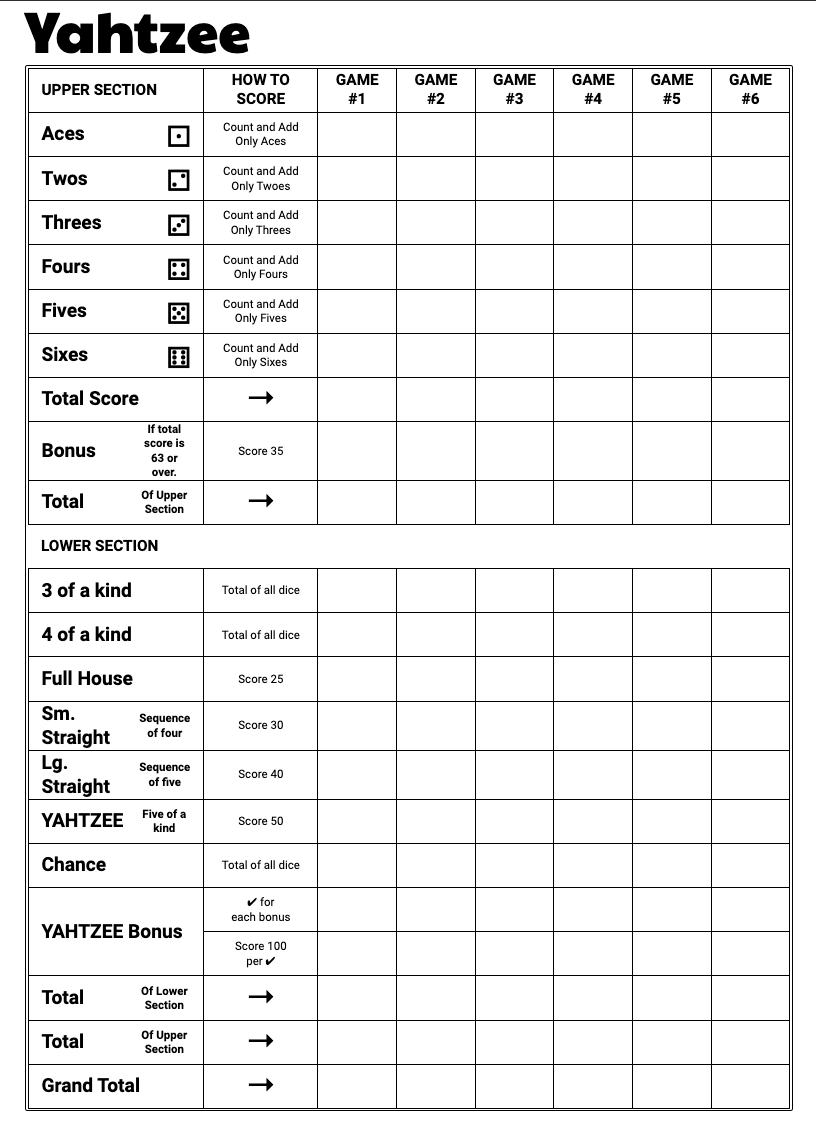 Yahtzee
UPPER SECTION HOW TO SCORE GAME #1 GAME #2 GAME #3 GAME #4 GAME #5 GAME #6
Aces Count and Add Only Aces
Twos Count and Add Only Twoes
Threes Count and Add Only Threes
Fours Count and Add Only Fours
Fives Count and Add Only Fives
Sixes Count and Add Only Sixes
Total Score →
Bonus If total score is 63 or over. Score 35
Total Of Upper Section →
LOWER SECTION
3 of a kind Total of all dice
4 of a kind Total of all dice
Full House Score 25
Sm. Straight Sequence of four Score 30
Lg. Straight Sequence of five Score 40
YAHTZEE Five of a kind Score 50
Chance Total of all dice
YAHTZEE Bonus ✔ for each bonus
Score 100 per ✔
Total Of Lower Section →
Total Of Upper Section →
Grand Total →